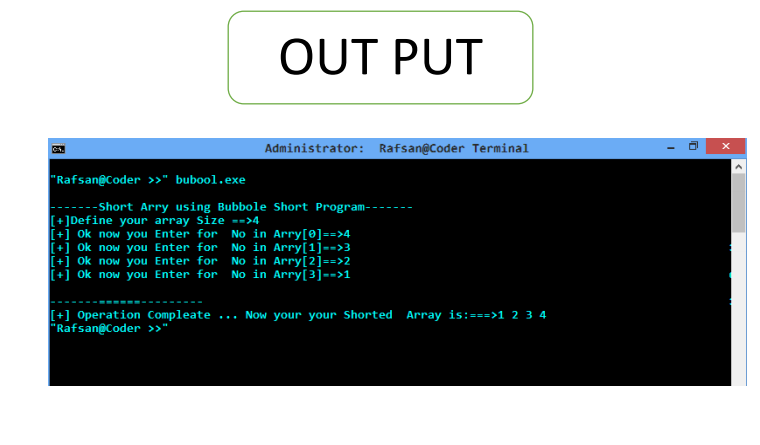 OUT PUT
Administrator: Rafsan@Coder Terminal
"Rafsan@Coder >>" bubool.exe
-------Short Arry using Bubbole Short Program-------
[+]Define your array Size ==>4
[+] Ok now you Enter for  No in Arry[0]==>4
[+] Ok now you Enter for  No in Arry[1]==>3
[+] Ok now you Enter for  No in Arry[2]==>2
[+] Ok now you Enter for  No in Arry[3]==>1
-------======---------
[+] Operation Compleate ... Now your your Shorted  Array is:===>1 2 3 4
"Rafsan@Coder >>"